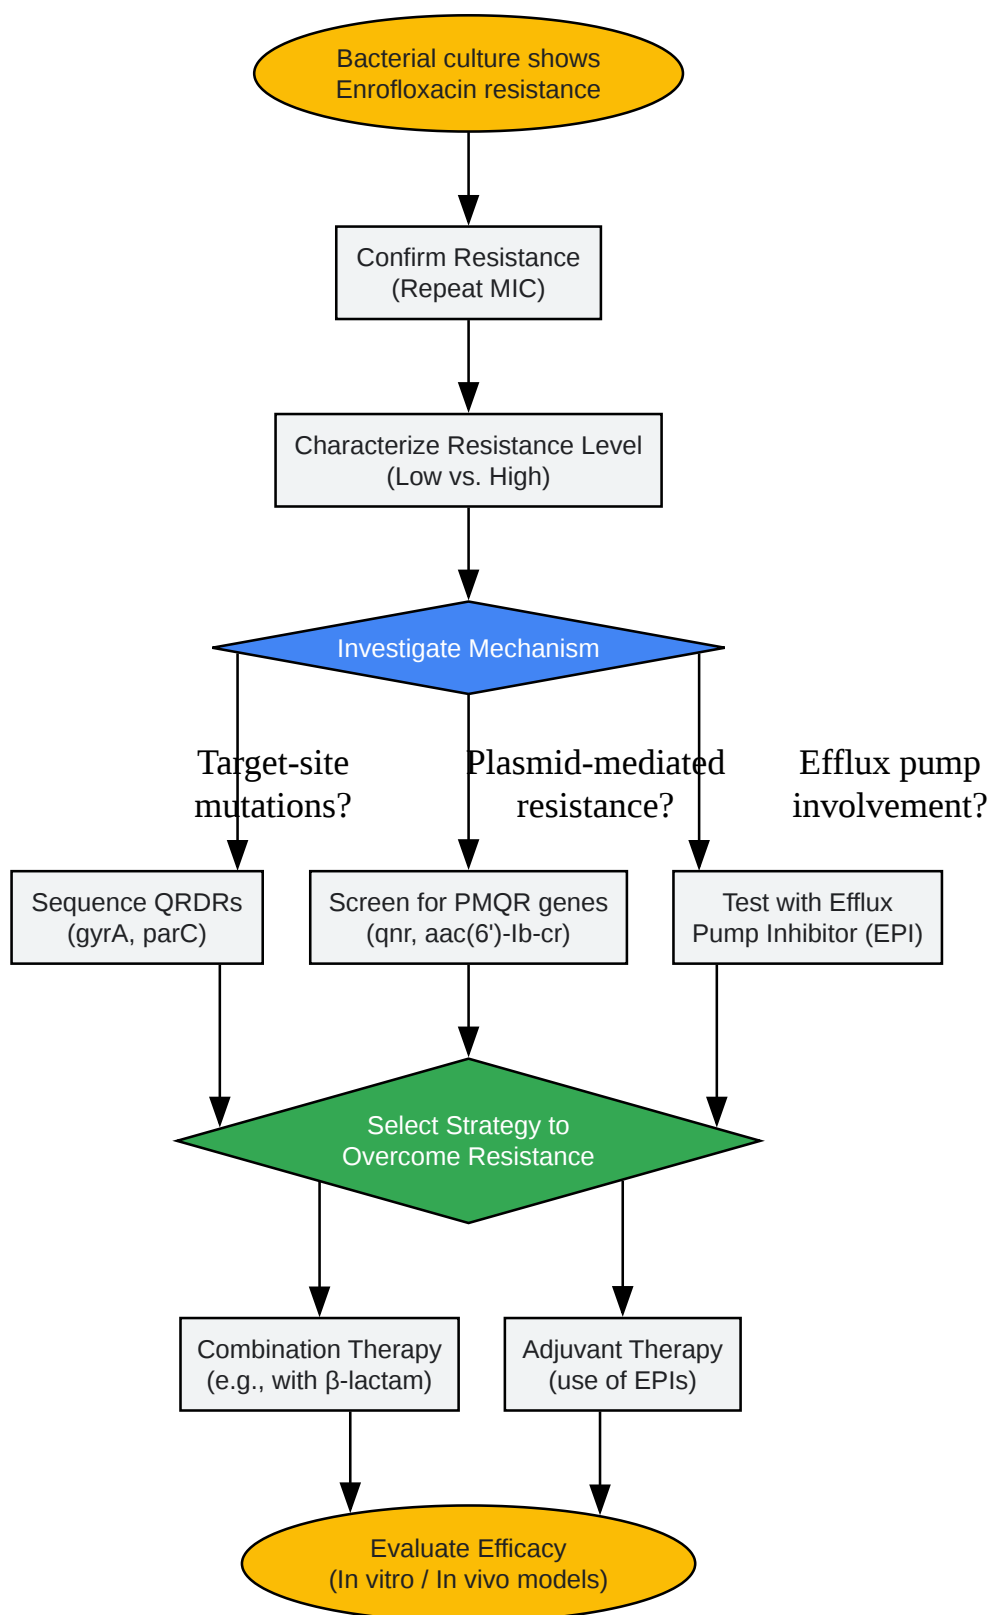 Bacterial culture shows
Enrofloxacin resistance
Confirm Resistance
(Repeat MIC)
Characterize Resistance Level
(Low vs. High)
Investigate Mechanism
Target-site
mutations?
Plasmid-mediated
resistance?
Efflux pump
involvement?
Sequence QRDRs
(gyrA, parC)
Screen for PMQR genes
(qnr, aac(6')-Ib-cr)
Test with Efflux
Pump Inhibitor (EPI)
Select Strategy to
Overcome Resistance
Combination Therapy
(e.g., with β-lactam)
Adjuvant Therapy
(use of EPIs)
Evaluate Efficacy
(In vitro / In vivo models)